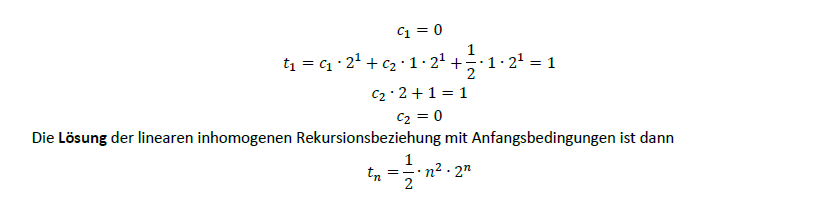 c₁ = 0
t₁ = c₁ · 2¹ + c₂ · 1 · 2¹ + 1/2 · 1 · 2¹ = 1
c₂ · 2 + 1 = 1
c₂ = 0
Die Lösung der linearen inhomogenen Rekursionsbeziehung mit Anfangsbedingungen ist dann
tₙ = 1/2 · n² · 2ⁿ